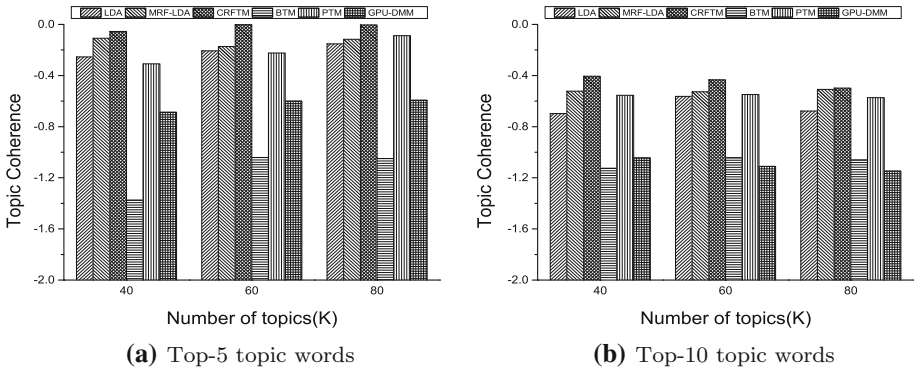 LDA MRF-LDA CRFTM BTM PTM GPU-DMM
0.0
-0.4
-0.8
-1.2
-1.6
-2.0
Topic Coherence
40 60 80
Number of topics(K)
(a) Top-5 topic words
LDA MRF-LDA CRFTM BTM PTM GPU-DMM
0.0
-0.4
-0.8
-1.2
-1.6
-2.0
Topic Coherence
40 60 80
Number of topics(K)
(b) Top-10 topic words